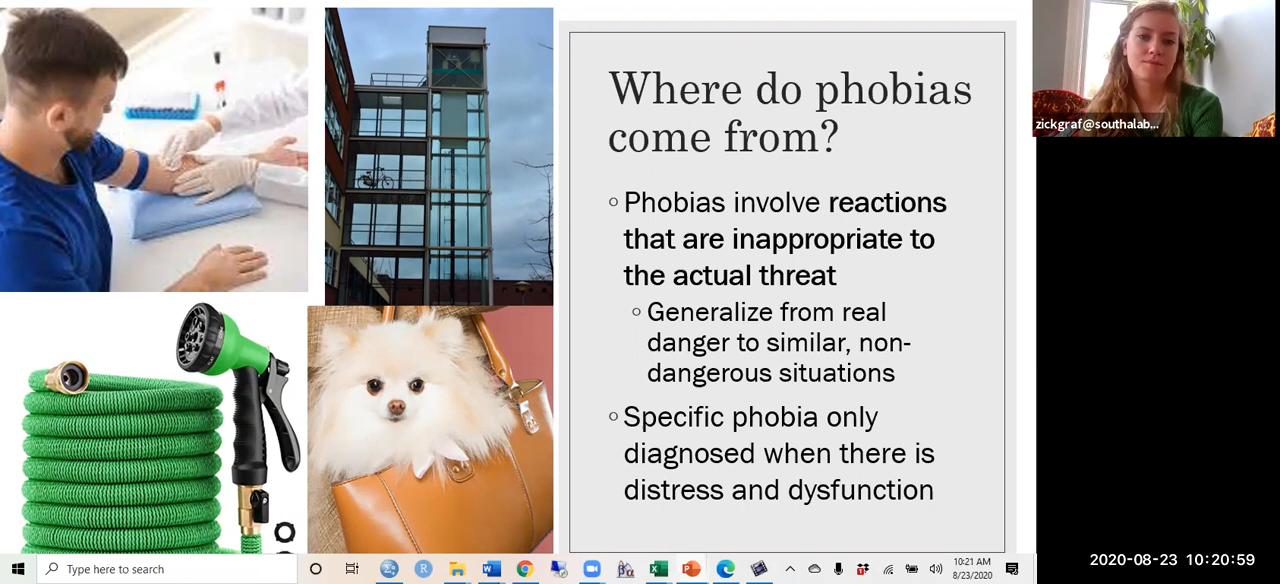 Where do phobias
come from?
Phobias involve reactions
that are inappropriate to
the actual threat
Generalize from real
danger to similar, non-
dangerous situations
Specific phobia only
diagnosed when there is
distress and dysfunction
zickgraf@southalab...
Type here to search
10:21 AM
8/23/2020
2020-08-23 10:20:59